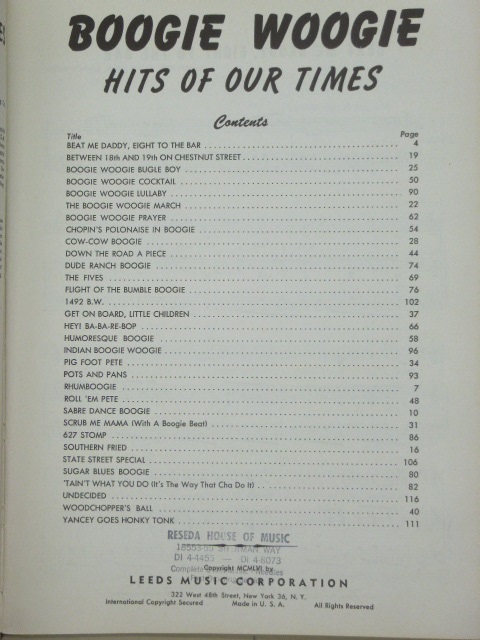 BOOGIE WOOGIE
HITS OF OUR TIMES
Contents
Title Page
BEAT ME DADDY, EIGHT TO THE BAR 4
BETWEEN 18th AND 19th ON CHESTNUT STREET 19
BOOGIE WOOGIE BUGLE BOY 25
BOOGIE WOOGIE COCKTAIL 50
BOOGIE WOOGIE LULLABY 90
THE BOOGIE WOOGIE MARCH 22
BOOGIE WOOGIE PRAYER 62
CHOPIN'S POLONAISE IN BOOGIE 54
COW-COW BOOGIE 28
DOWN THE ROAD A PIECE 44
DUDE RANCH BOOGIE 74
THE FIVES 69
FLIGHT OF THE BUMBLE BOOGIE 76
1492 B.W. 102
GET ON BOARD, LITTLE CHILDREN 37
HEY! BA-BA-RE-BOP 66
HUMORESQUE BOOGIE 58
INDIAN BOOGIE WOOGIE 96
PIG FOOT PETE 34
POTS AND PANS 93
RHUMBOOGIE 7
ROLL 'EM PETE 48
SABRE DANCE BOOGIE 10
SCRUB ME MAMA (With A Boogie Beat) 31
627 STOMP 86
SOUTHERN FRIED 16
STATE STREET SPECIAL 106
SUGAR BLUES BOOGIE 80
'TAIN'T WHAT YOU DO (It's The Way That Cha Do It) 82
UNDECIDED 116
WOODCHOPPER'S BALL 40
YANCEY GOES HONKY TONK 111
RESEDA HOUSE OF MUSIC
WAY
DI 4-4455 — DI 4-6073
Copyright MCMLVI by
LEEDS MUSIC CORPORATION
322 West 48th Street, New York 36, N. Y.
International Copyright Secured Made in U. S. A. All Rights Reserved